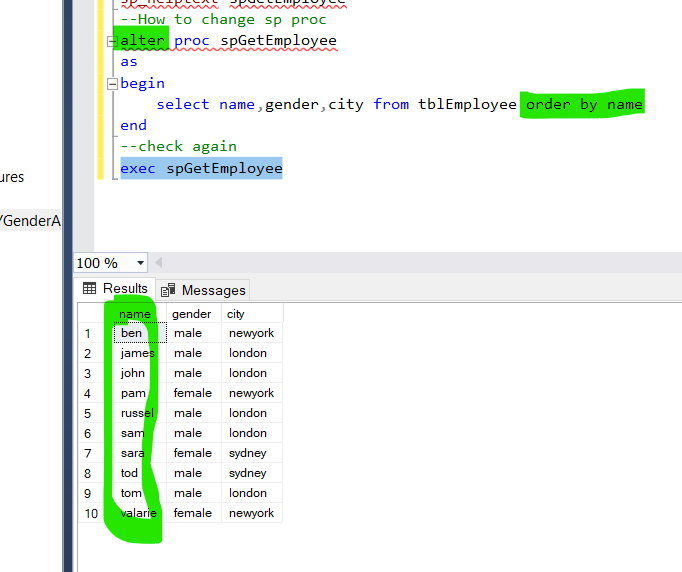 sp_helptext spGetEmployee
--How to change sp proc
alter proc spGetEmployee
as
begin
select name,gender,city from tblEmployee order by name
end
--check again
exec spGetEmployee
ures
/GenderA
100 %
Results Messages
name gender city
1 ben male newyork
2 james male london
3 john male london
4 pam female newyork
5 russel male london
6 sam male london
7 sara female sydney
8 tod male sydney
9 tom male london
10 valarie female newyork